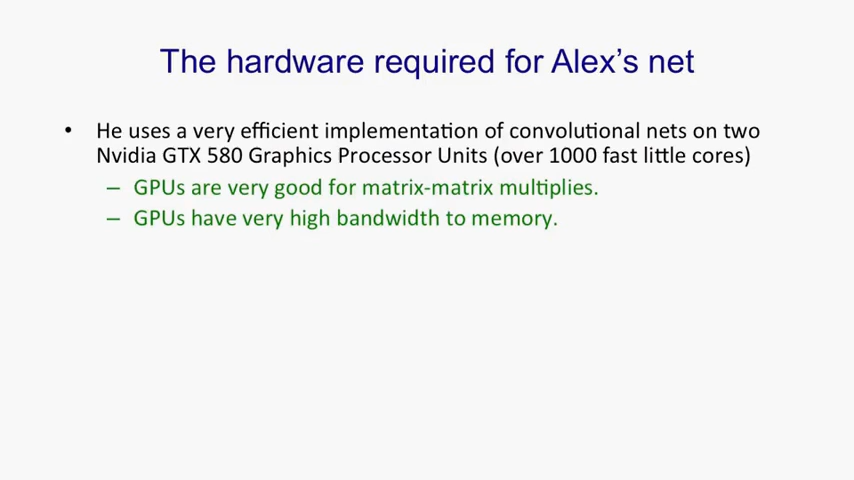 The hardware required for Alex's net
• He uses a very efficient implementation of convolutional nets on two
Nvidia GTX 580 Graphics Processor Units (over 1000 fast little cores)
– GPUs are very good for matrix-matrix multiplies.
– GPUs have very high bandwidth to memory.